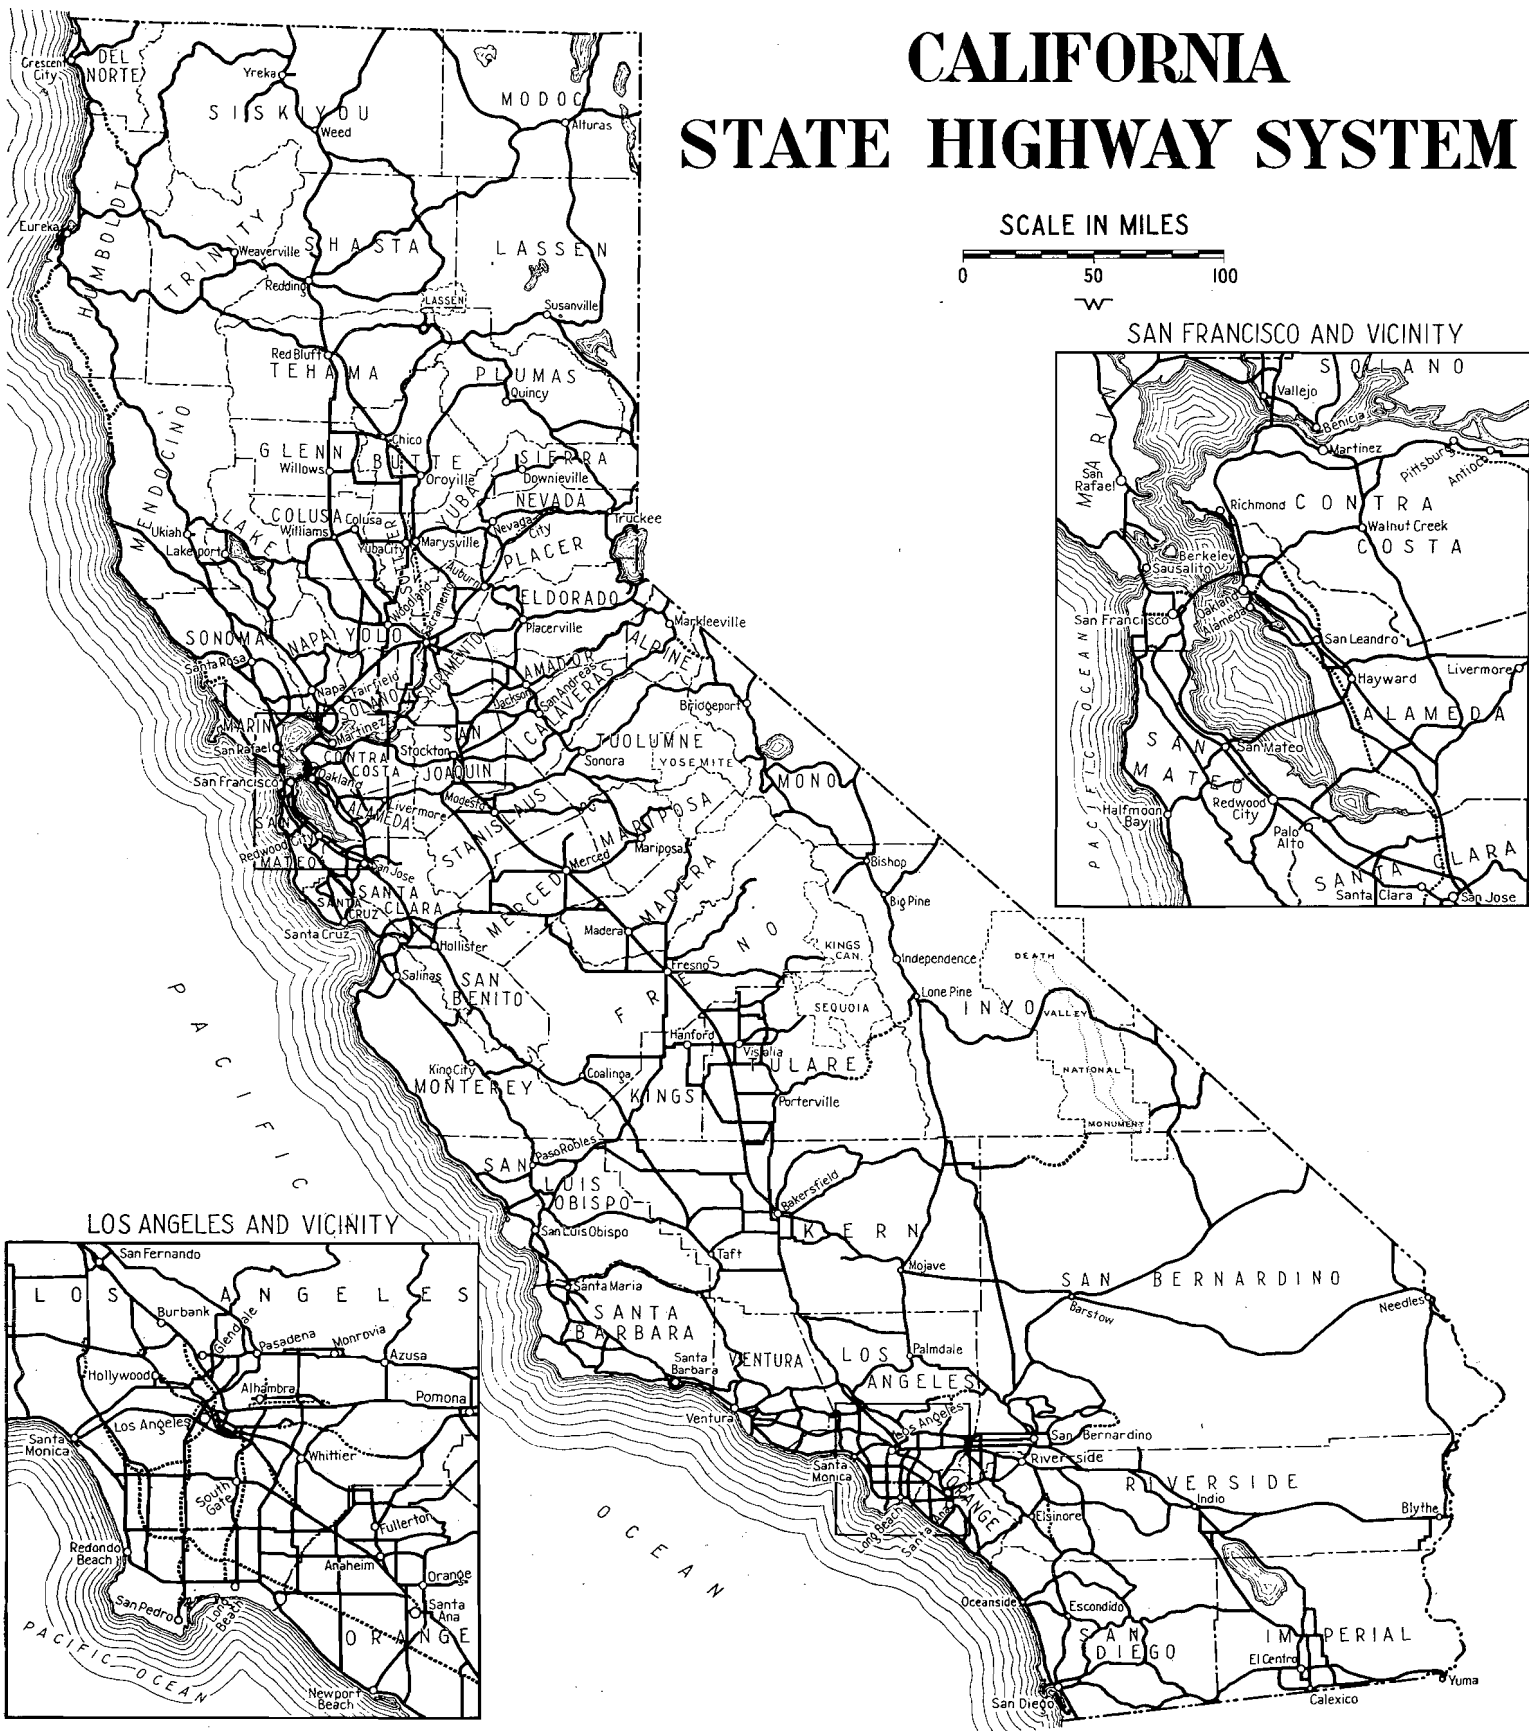 CALIFORNIA
STATE HIGHWAY SYSTEM
SCALE IN MILES
0 50 100
Crescent
City
DEL
NORTE
Yreka
SISKIYOU
Weed
MODOC
Alturas
Eureka
HUMBOLDT
TRINITY
Weaverville
SHASTA
Redding
LASSEN
LASSEN
Susanville
Red Bluff
TEHAMA
PLUMAS
Quincy
MENDOCINO
GLENN
Willows
Chico
BUTTE
Oroville
SIERRA
Downieville
YUBA
NEVADA
Nevada
City
Truckee
COLUSA
Colusa
Williams
Ukiah
LAKE
Lakeport
SUTTER
Yuba City
Marysville
PLACER
Auburn
ELDORADO
Placerville
Woodland
Sacramento
SONOMA
Santa Rosa
NAPA
YOLO
Markleeville
ALPINE
AMADOR
Jackson
San Andreas
CALAVERAS
SACRAMENTO
Napa
Fairfield
SOLANO
MARIN
Martinez
San Rafael
CONTRA
COSTA
San Francisco
Oakland
SAN
JOAQUIN
Stockton
TUOLUMNE
Sonora
YOSEMITE
Bridgeport
MONO
ALAMEDA
Livermore
Modesto
STANISLAUS
MARIPOSA
Mariposa
SAN
MATEO
Redwood City
San Jose
SANTA
CLARA
SANTA
CRUZ
Santa Cruz
MERCED
Merced
MADERA
Madera
Bishop
Big Pine
Hollister
Salinas
SAN
BENITO
FRESNO
Fresno
KINGS
CAN.
SEQUOIA
Independence
Lone Pine
INYO
DEATH
VALLEY
NATIONAL
MONUMENT
Hanford
Visalia
TULARE
King City
MONTEREY
Coalinga
KINGS
Porterville
Paso Robles
SAN
LUIS
OBISPO
San Luis Obispo
Bakersfield
KERN
Taft
Mojave
SAN BERNARDINO
Barstow
Needles
Santa Maria
SANTA
BARBARA
Santa
Barbara
VENTURA
Ventura
LOS
ANGELES
Palmdale
Los Angeles
Santa
Monica
San Bernardino
Riverside
RIVERSIDE
ORANGE
Long Beach
Santa Ana
Elsinore
Indio
Blythe
Oceanside
Escondido
SAN
DIEGO
San Diego
IMPERIAL
El Centro
Calexico
Yuma
PACIFIC
OCEAN
SAN FRANCISCO AND VICINITY
SOLANO
Vallejo
Benicia
Martinez
Pittsburg
Antioch
MARIN
San
Rafael
Richmond
CONTRA
COSTA
Walnut Creek
Berkeley
Sausalito
Oakland
Alameda
San Francisco
San Leandro
Hayward
Livermore
ALAMEDA
PACIFIC OCEAN
SAN
MATEO
San Mateo
Halfmoon
Bay
Redwood
City
Palo
Alto
SANTA CLARA
Santa Clara
San Jose
LOS ANGELES AND VICINITY
San Fernando
LOS ANGELES
Burbank
Glendale
Pasadena
Monrovia
Azusa
Hollywood
Alhambra
Pomona
Los Angeles
Santa
Monica
Whittier
South
Gate
Fullerton
Redondo
Beach
Anaheim
Orange
San Pedro
Long
Beach
Santa
Ana
ORANGE
PACIFIC OCEAN
Newport
Beach